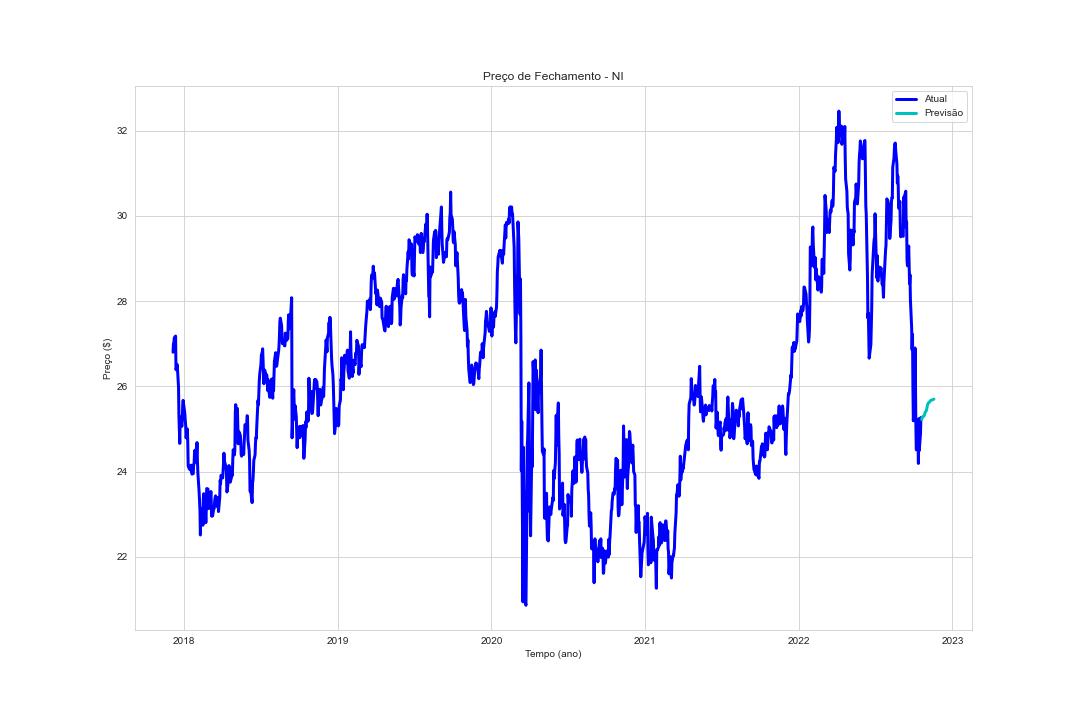 Preço de Fechamento - NI
Atual
Previsão
Preço ($)
32
30
28
26
24
22
2018
2019
2020
2021
2022
2023
Tempo (ano)